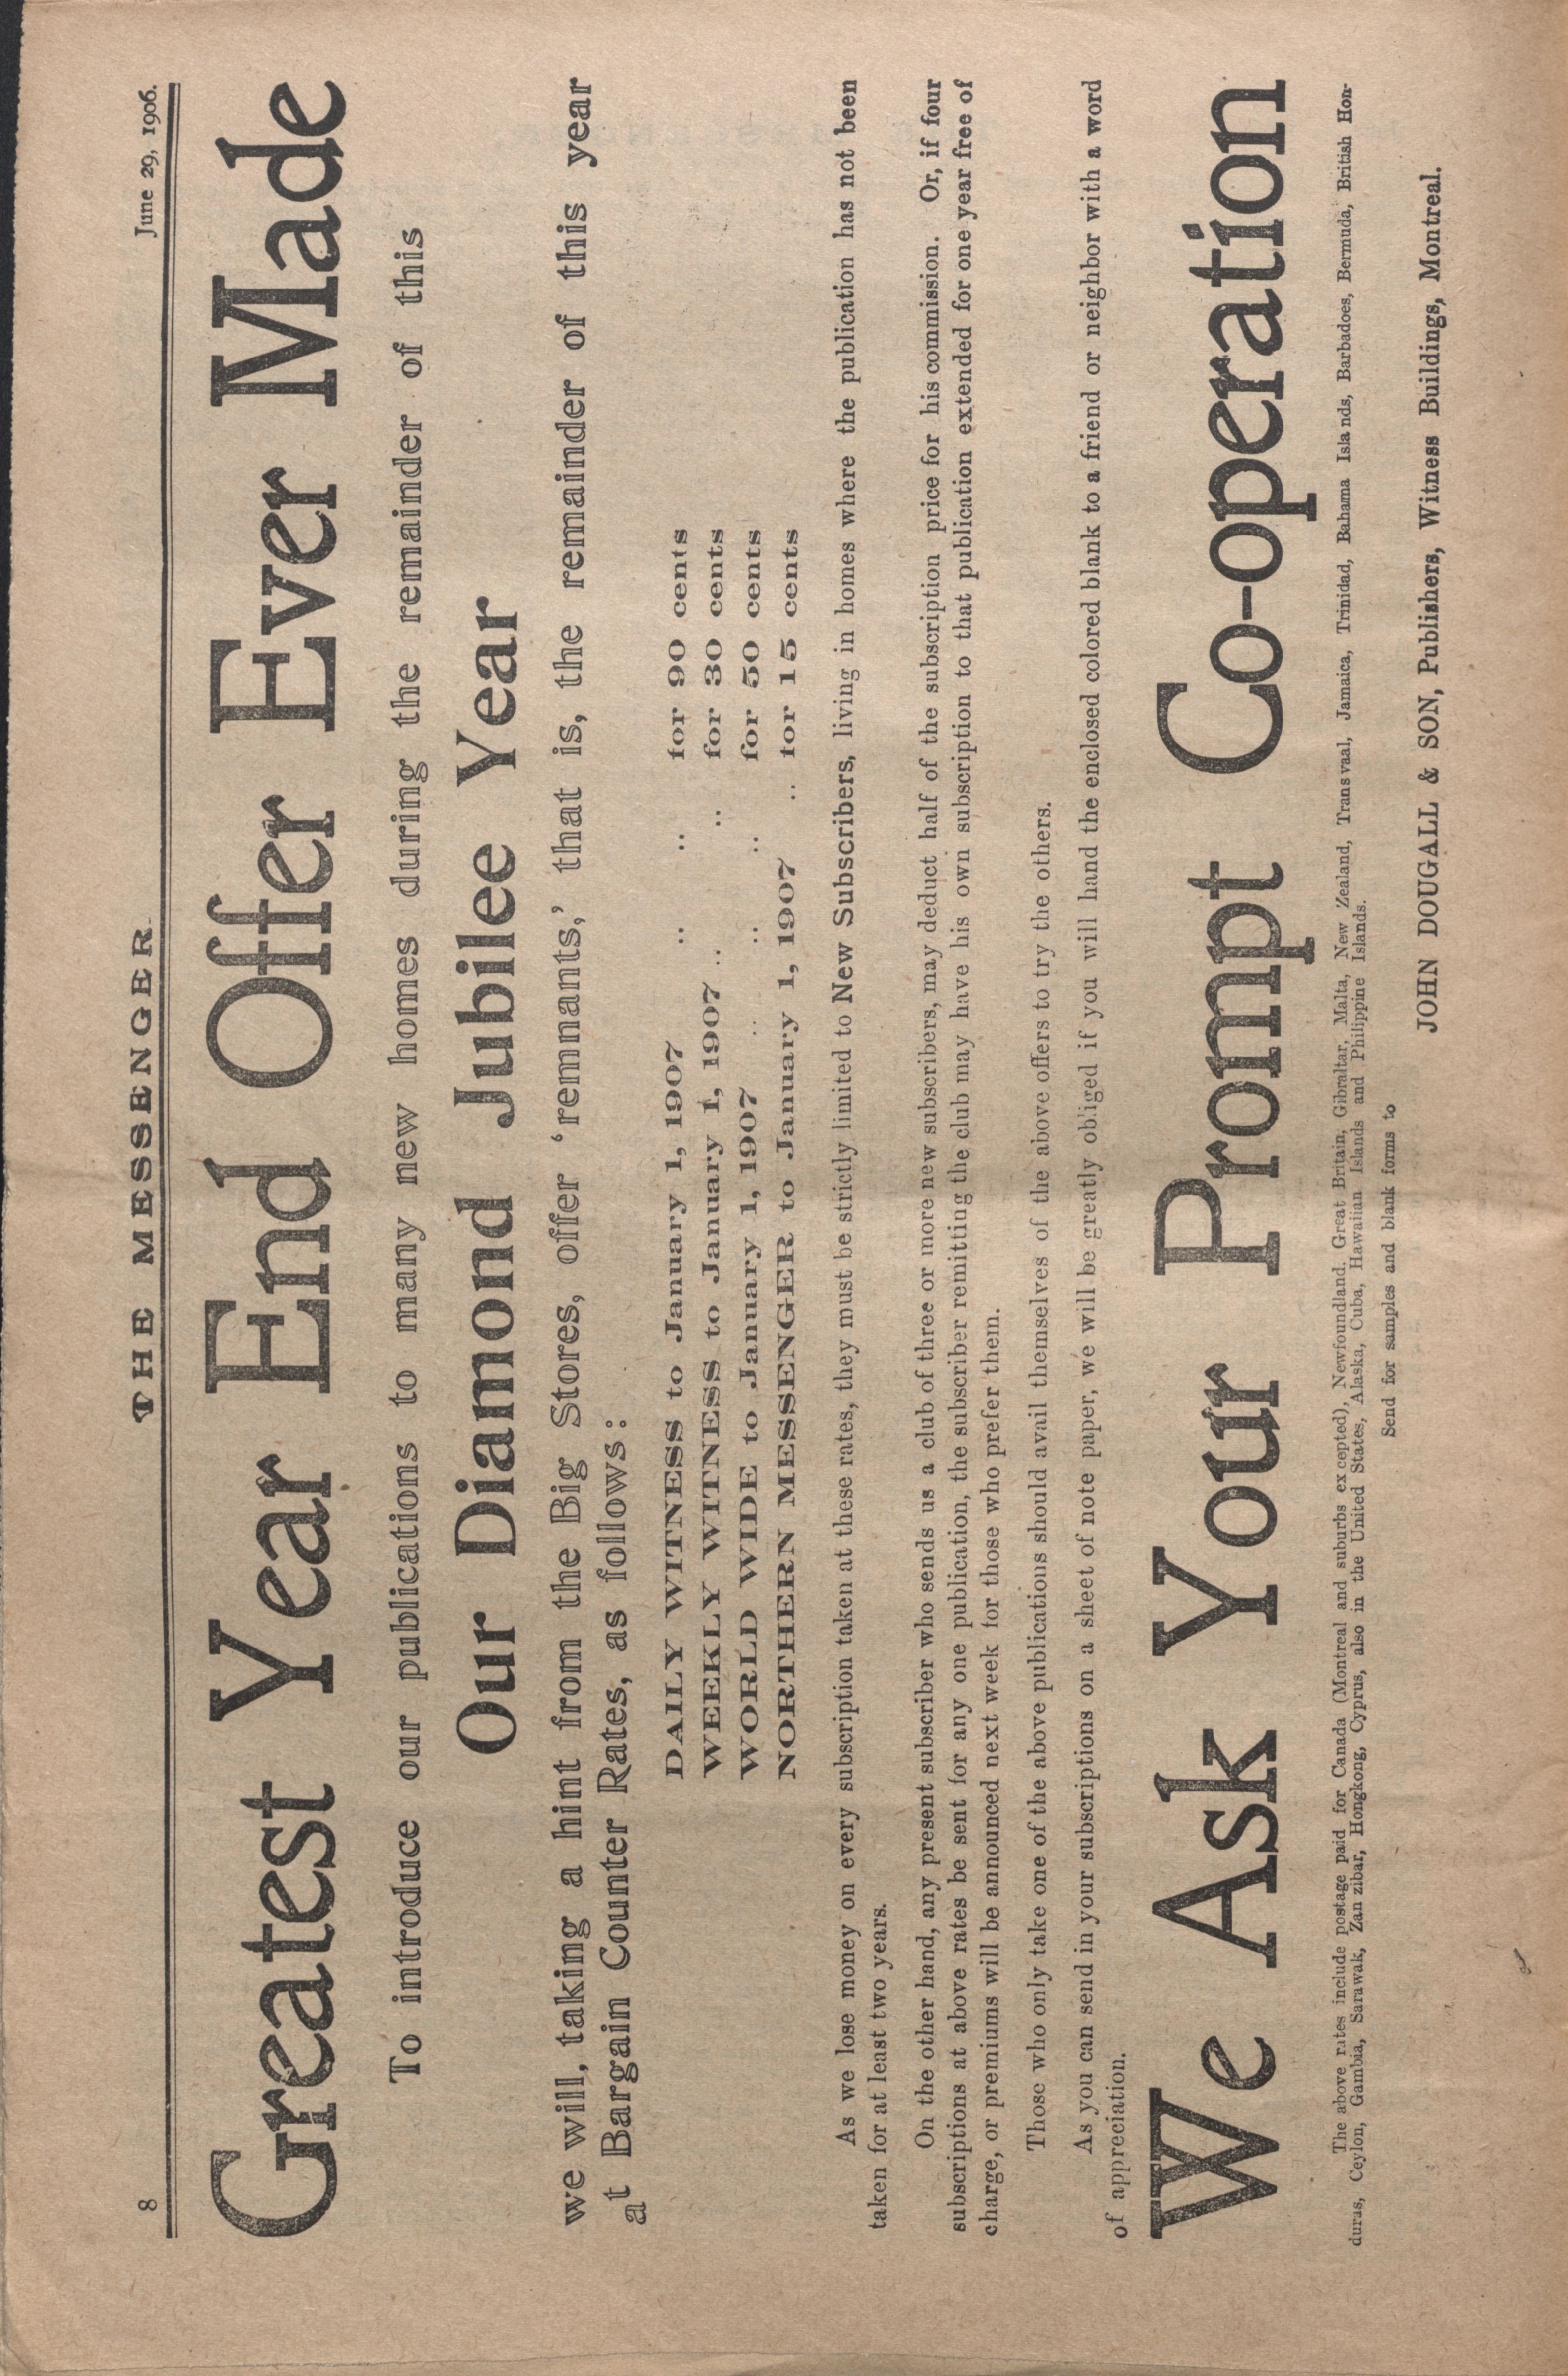 8 THE MESSENGER. June 29, 1906.
Greatest Year End Offer Ever Made
To introduce our publications to many new homes during the remainder of this
Our Diamond Jubilee Year
we will, taking a hint from the Big Stores, offer 'remnants,' that is, the remainder of this year
at Bargain Counter Rates, as follows:
DAILY WITNESS to January 1, 1907 .. .. for 90 cents
WEEKLY WITNESS to January 1, 1907 .. .. for 30 cents
WORLD WIDE to January 1, 1907 .. .. .. for 50 cents
NORTHERN MESSENGER to January 1, 1907 .. for 15 cents
As we lose money on every subscription taken at these rates, they must be strictly limited to New Subscribers, living in homes where the publication has not been
taken for at least two years.
On the other hand, any present subscriber who sends us a club of three or more new subscribers, may deduct half of the subscription price for his commission. Or, if four
subscriptions at above rates be sent for any one publication, the subscriber remitting the club may have his own subscription to that publication extended for one year free of
charge, or premiums will be announced next week for those who prefer them.
Those who only take one of the above publications should avail themselves of the above offers to try the others.
As you can send in your subscriptions on a sheet of note paper, we will be greatly obliged if you will hand the enclosed colored blank to a friend or neighbor with a word
of appreciation.
We Ask Your Prompt Co-operation
The above rates include postage paid for Canada (Montreal and suburbs excepted), Newfoundland, Great Britain, Gibraltar, Malta, New Zealand, Transvaal, Jamaica, Trinidad, Bahama Islands, Barbadoes, Bermuda, British Hon-
duras, Ceylon, Gambia, Sarawak, Zanzibar, Hongkong, Cyprus, also in the United States, Alaska, Cuba, Hawaiian Islands and Philippine Islands.
Send for samples and blank forms to
JOHN DOUGALL & SON, Publishers, Witness Buildings, Montreal.